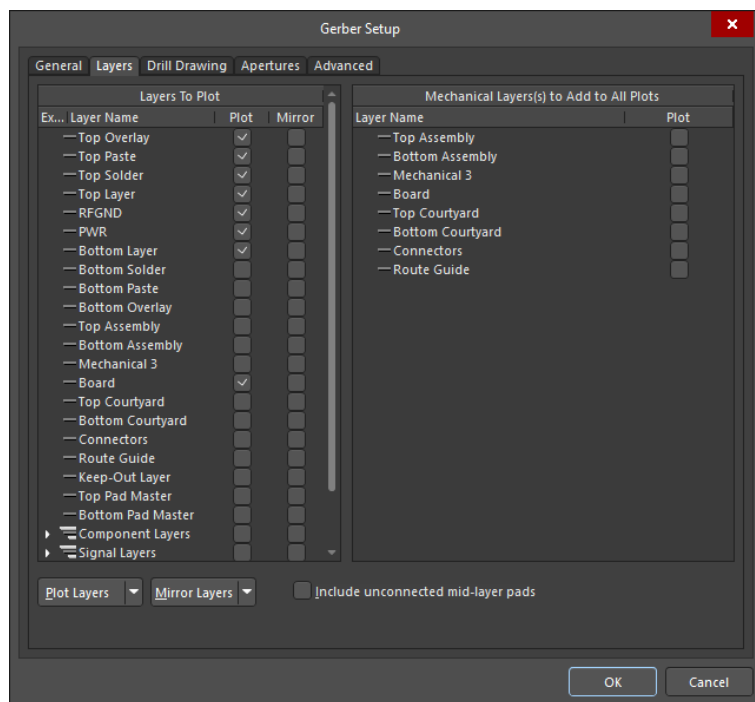 Gerber Setup
General Layers Drill Drawing Apertures Advanced
Layers To Plot
Ex... Layer Name Plot Mirror
Top Overlay
Top Paste
Top Solder
Top Layer
RFGND
PWR
Bottom Layer
Bottom Solder
Bottom Paste
Bottom Overlay
Top Assembly
Bottom Assembly
Mechanical 3
Board
Top Courtyard
Bottom Courtyard
Connectors
Route Guide
Keep-Out Layer
Top Pad Master
Bottom Pad Master
Component Layers
Signal Layers
Mechanical Layers(s) to Add to All Plots
Layer Name Plot
Top Assembly
Bottom Assembly
Mechanical 3
Board
Top Courtyard
Bottom Courtyard
Connectors
Route Guide
Plot Layers Mirror Layers Include unconnected mid-layer pads
OK Cancel